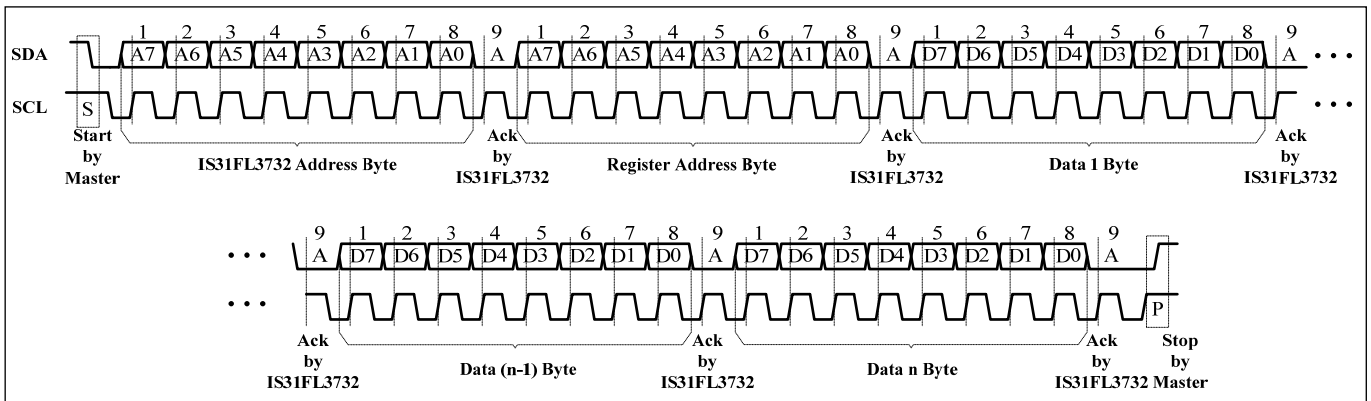 1 2 3 4 5 6 7 8 9 1 2 3 4 5 6 7 8 9 1 2 3 4 5 6 7 8 9
SDA A7 A6 A5 A4 A3 A2 A1 A0 A A7 A6 A5 A4 A3 A2 A1 A0 A D7 D6 D5 D4 D3 D2 D1 D0 A • • •
SCL S • • •
Start by Master
IS31FL3732 Address Byte
Ack by IS31FL3732
Register Address Byte
Ack by IS31FL3732
Data 1 Byte
Ack by IS31FL3732
9 1 2 3 4 5 6 7 8 9 1 2 3 4 5 6 7 8 9
• • • A D7 D6 D5 D4 D3 D2 D1 D0 A D7 D6 D5 D4 D3 D2 D1 D0 A
• • • P
Ack by IS31FL3732
Data (n-1) Byte
Ack by IS31FL3732
Data n Byte
Ack by IS31FL3732
Stop by Master